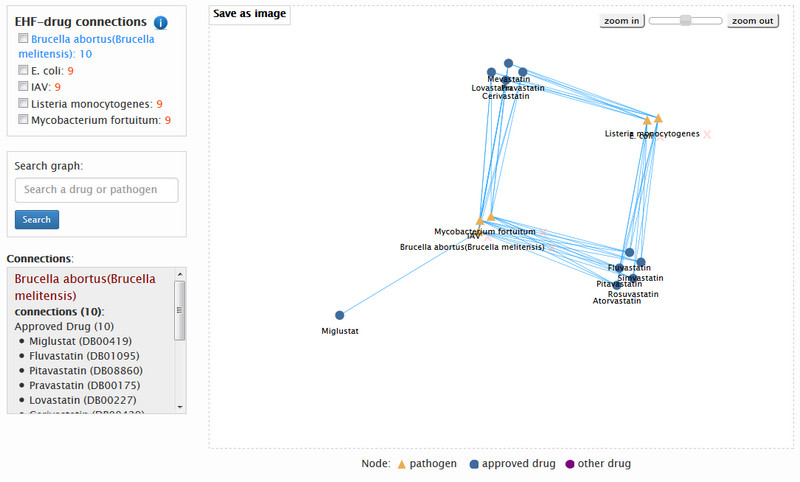 EHF-drug connections
Brucella abortus(Brucella
melitensis): 10
E. coli: 9
IAV: 9
Listeria monocytogenes: 9
Mycobacterium fortuitum: 9
Search graph:
Search a drug or pathogen
Search
Connections:
Brucella abortus(Brucella
melitensis)
connections (10):
Approved Drug (10)
Miglustat (DB00419)
Fluvastatin (DB01095)
Pitavastatin (DB08860)
Pravastatin (DB00175)
Lovastatin (DB00227)
Cerivastatin (DB00439)
Save as image
zoom in
zoom out
Mevastatin
Lovastatin
Pravastatin
Cerivastatin
Listeria monocytogenes X
E. coli
Mycobacterium fortuitum
IAV
Brucella abortus(Brucella melitensis)
Fluvastatin
Simvastatin
Pitavastatin
Rosuvastatin
Atorvastatin
Miglustat
Node: pathogen approved drug other drug